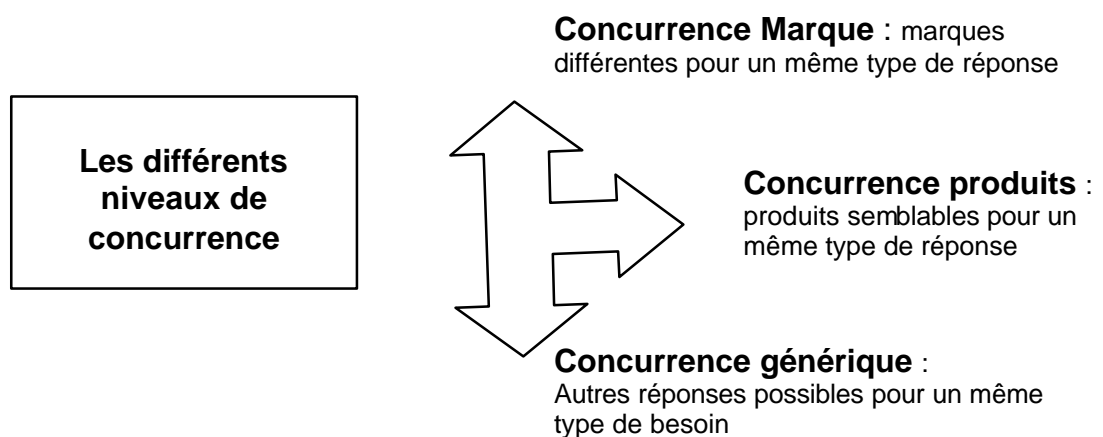 Concurrence Marque : marques
différentes pour un même type de réponse
Les différents
niveaux de
concurrence
Concurrence produits :
produits semblables pour un
même type de réponse
Concurrence générique :
Autres réponses possibles pour un même
type de besoin